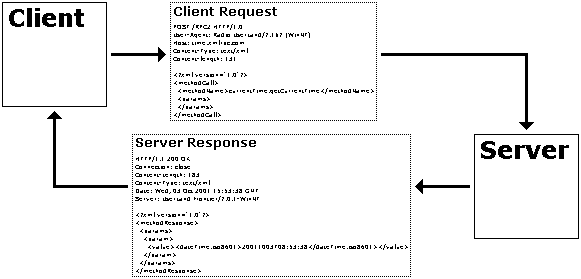 Client
Client Request
POST /RPC2 HTTP/1.0
User-Agent: Radio UserLand/7.1b7 (WinNT)
Host: time.xmlrpc.com
Content-Type: text/xml
Content-length: 131
<?xml version="1.0"?>
<methodCall>
<methodName>currentTime.getCurrentTime</methodName>
<params>
</params>
</methodCall>
Server Response
HTTP/1.1 200 OK
Connection: close
Content-Length: 183
Content-Type: text/xml
Date: Wed, 03 Oct 2001 15:53:38 GMT
Server: UserLand Frontier/7.0.1-WinNT
<?xml version="1.0"?>
<methodResponse>
<params>
<param>
<value><dateTime.iso8601>20011003T08:53:38</dateTime.iso8601></value>
</param>
</params>
</methodResponse>
Server